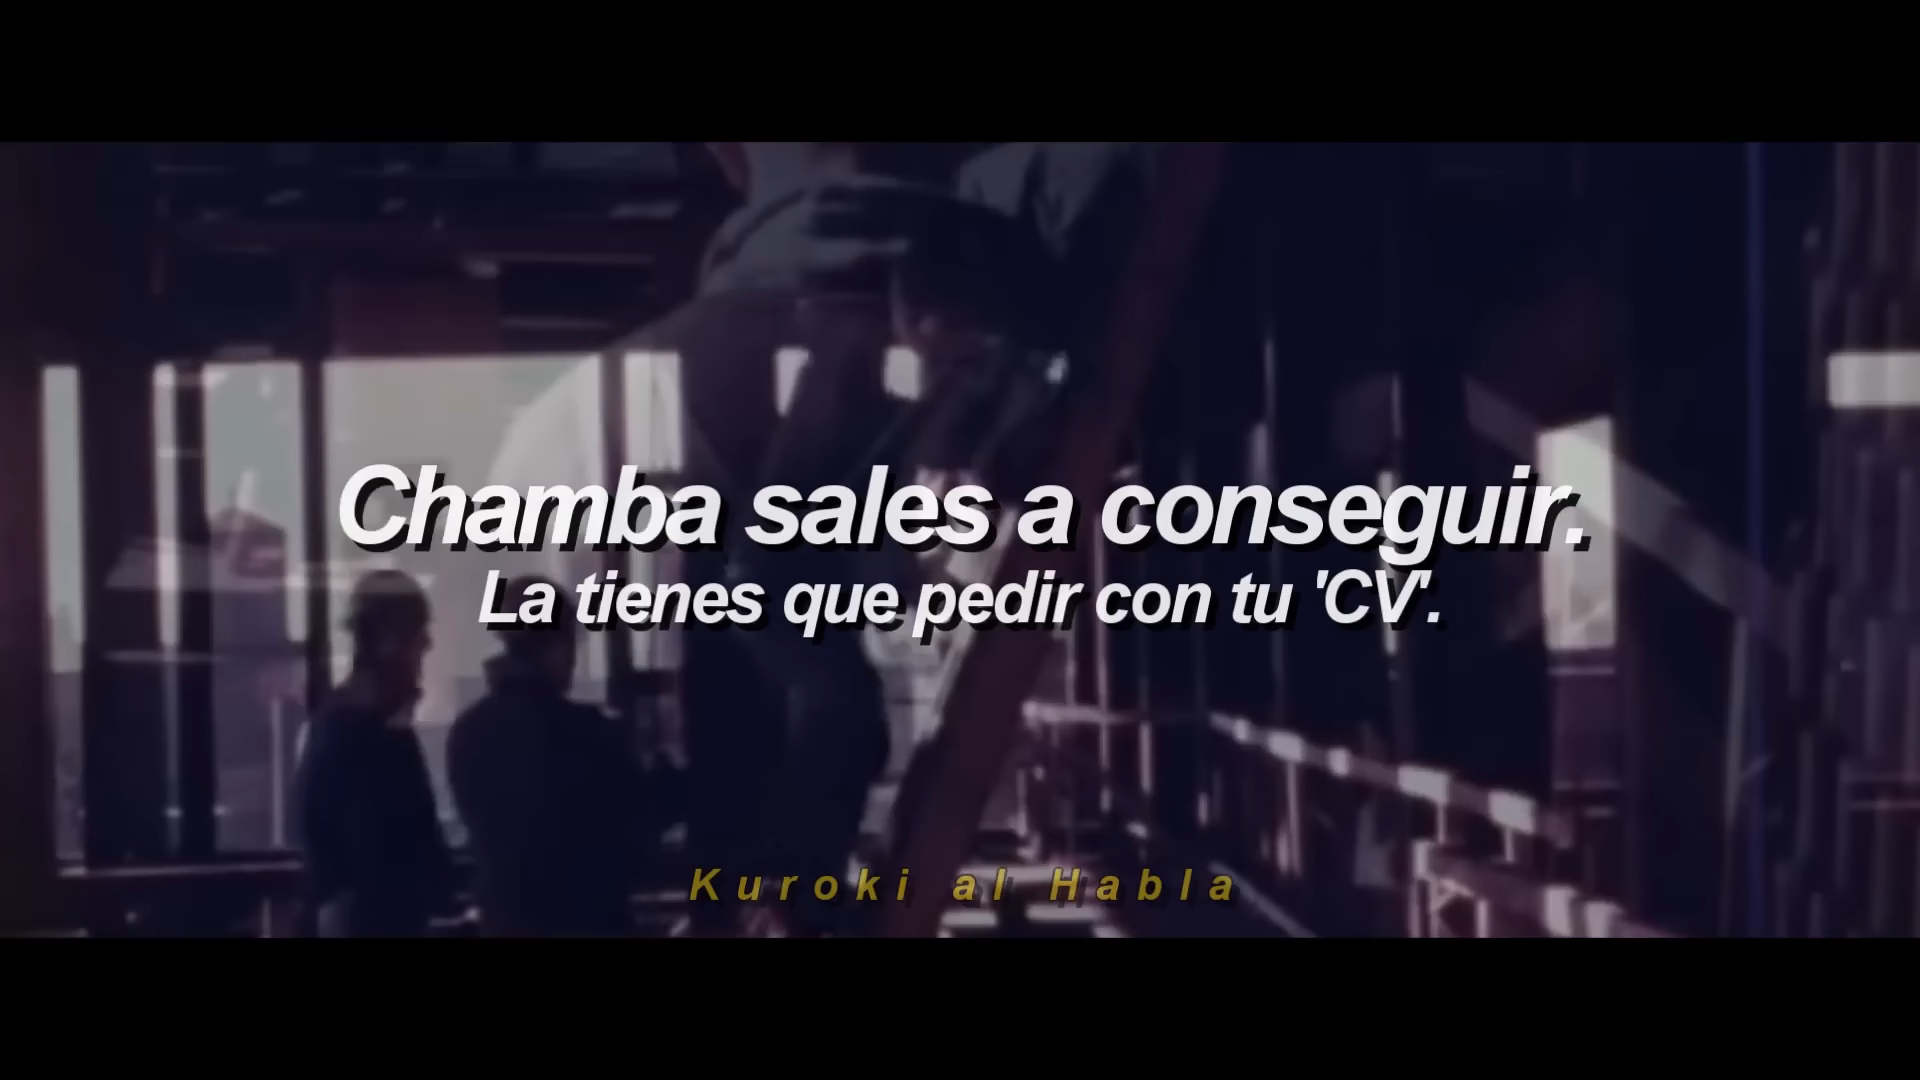 Chamba sales a conseguir.
La tienes que pedir con tu 'CV'.
Kuroki al Habla